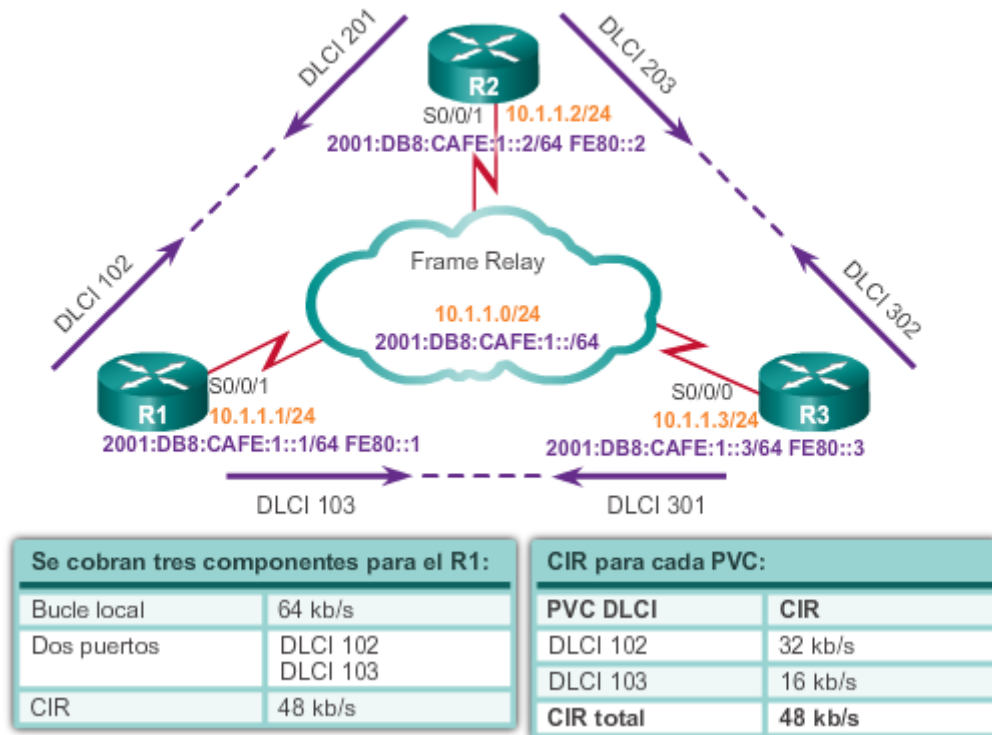 DLCI 201
DLCI 203
R2
S0/0/1 10.1.1.2/24
2001:DB8:CAFE:1::2/64 FE80::2
DLCI 102
DLCI 302
Frame Relay
10.1.1.0/24
2001:DB8:CAFE:1::/64
R1
S0/0/1
10.1.1.1/24
2001:DB8:CAFE:1::1/64 FE80::1
S0/0/0
R3
10.1.1.3/24
2001:DB8:CAFE:1::3/64 FE80::3
DLCI 103
DLCI 301
Se cobran tres componentes para el R1:
Bucle local 64 kb/s
Dos puertos DLCI 102
DLCI 103
CIR 48 kb/s
CIR para cada PVC:
PVC DLCI CIR
DLCI 102 32 kb/s
DLCI 103 16 kb/s
CIR total 48 kb/s